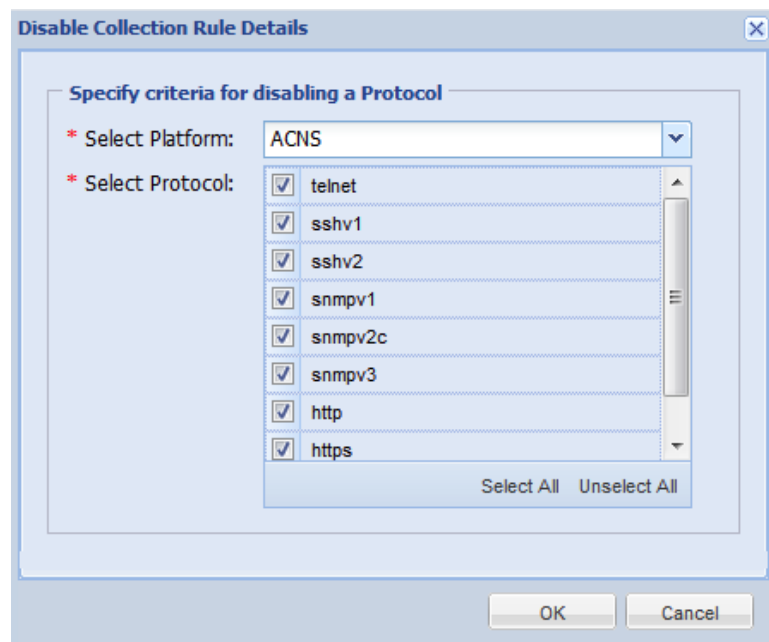 Disable Collection Rule Details
Specify criteria for disabling a Protocol
* Select Platform: ACNS
* Select Protocol: telnet
sshv1
sshv2
snmpv1
snmpv2c
snmpv3
http
https
Select All Unselect All
OK Cancel